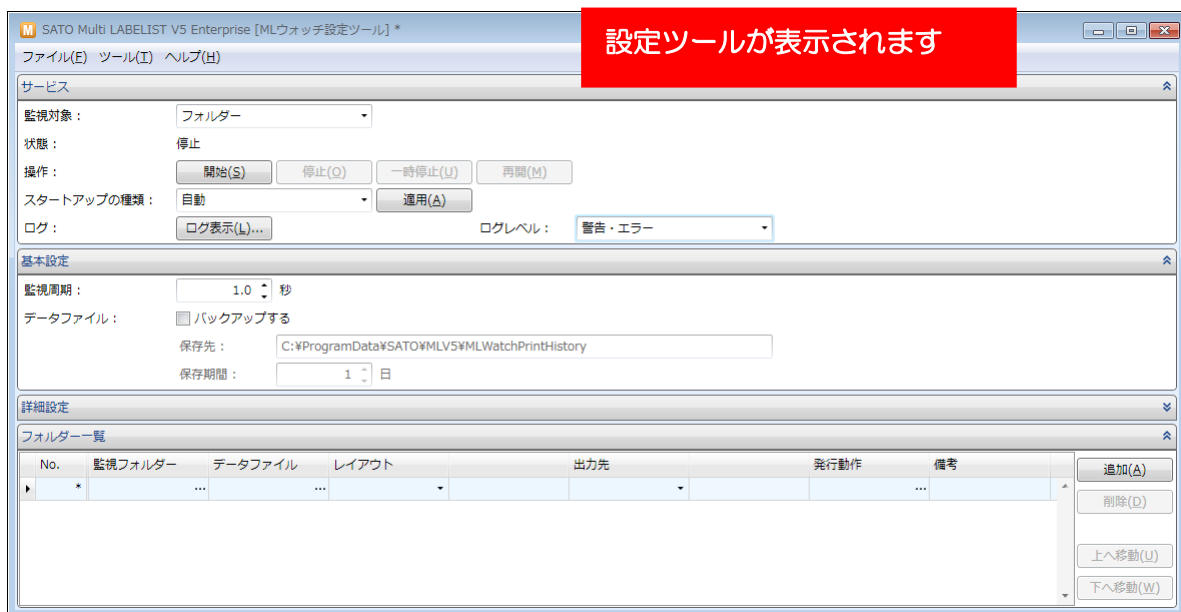 SATO Multi LABELIST V5 Enterprise [MLウォッチ設定ツール] *
設定ツールが表示されます
ファイル(F) ツール(T) ヘルプ(H)
サービス
監視対象： フォルダー
状態： 停止
操作： 開始(S) 停止(O) 一時停止(U) 再開(M)
スタートアップの種類： 自動 適用(A)
ログ： ログ表示(L)... ログレベル： 警告・エラー
基本設定
監視周期： 1.0 秒
データファイル： バックアップする
保存先： C:¥ProgramData¥SATO¥MLV5¥MLWatchPrintHistory
保存期間： 1 日
詳細設定
フォルダー一覧
No. 監視フォルダー データファイル レイアウト 出力先 発行動作 備考
* ... ... ...
追加(A)
削除(D)
上へ移動(U)
下へ移動(W)